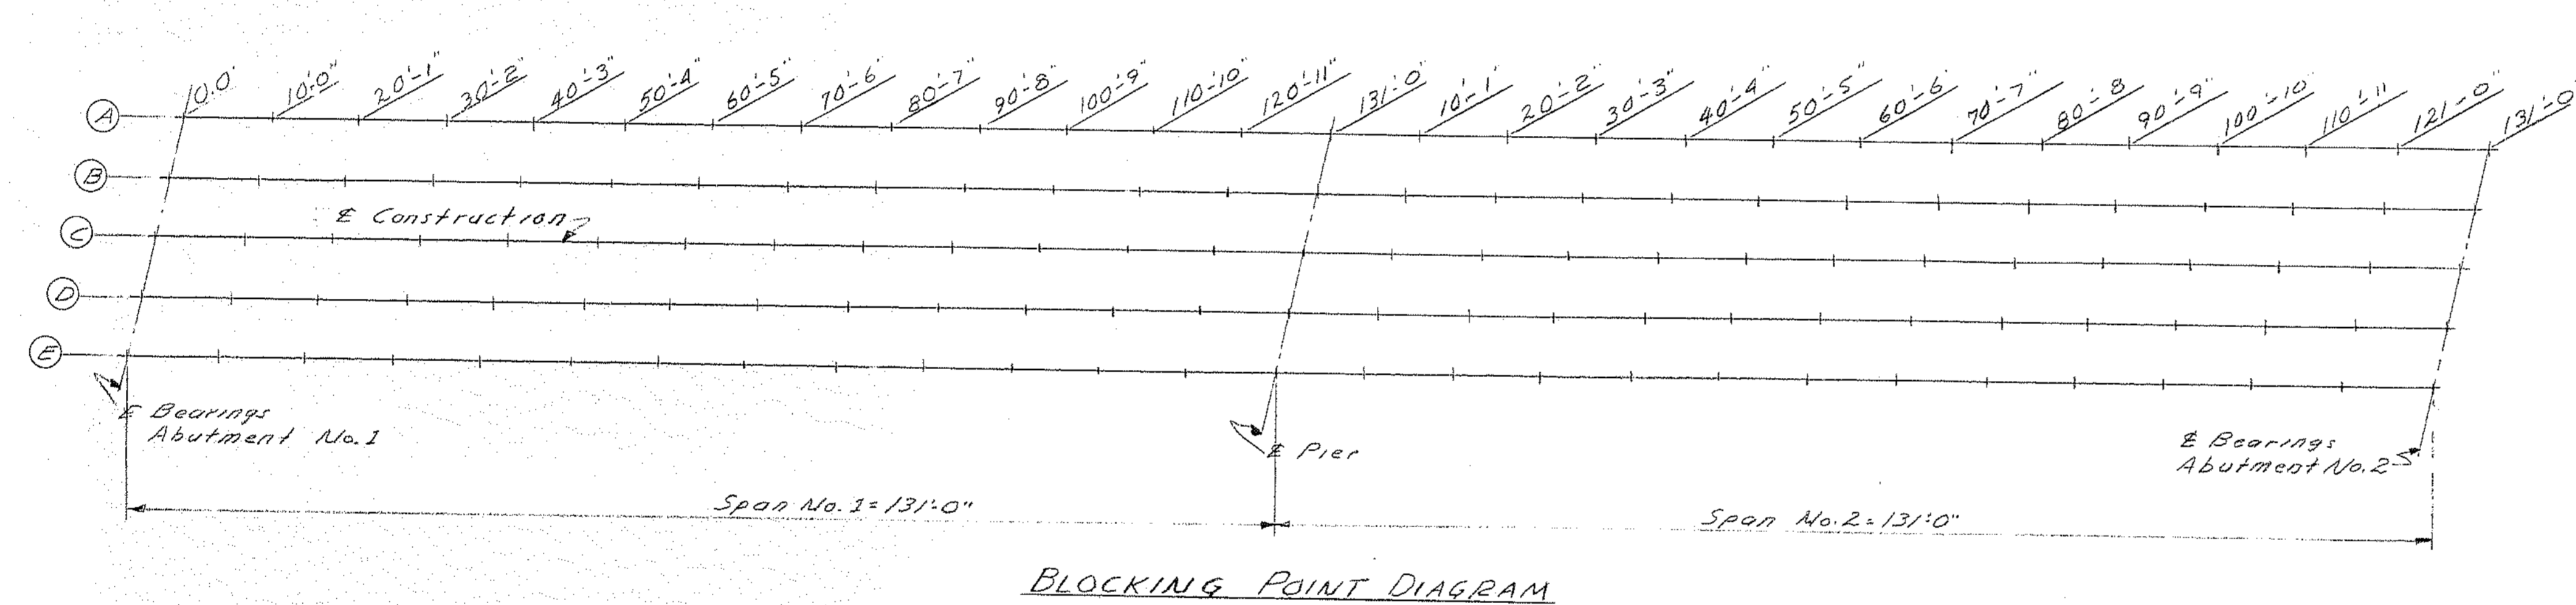 0.0' 10'-0" 20'-1" 30'-2" 40'-3" 50'-4" 60'-5" 70'-6" 80'-7" 90'-8" 100'-9" 110'-10" 120'-11" 131'-0" 10'-1" 20'-2" 30'-3" 40'-4" 50'-5" 60'-6" 70'-7" 80'-8 90'-9" 100'-10" 110'-11 121'-0" 131'-0"
A
B
℄ Construction
C
D
E
℄ Bearings
Abutment No. 1
℄ Pier
℄ Bearings
Abutment No. 2
Span No. 1 = 131'-0"
Span No. 2 = 131'-0"
BLOCKING POINT DIAGRAM